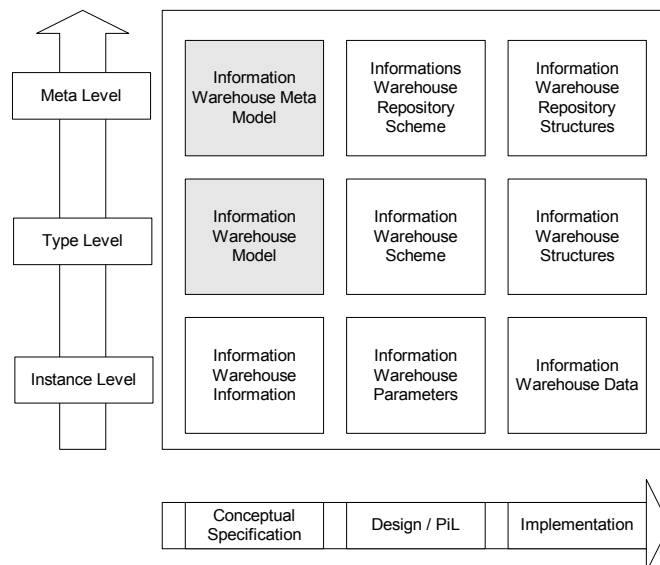 Meta Level
Information
Warehouse Meta
Model
Informations
Warehouse
Repository
Scheme
Information
Warehouse
Repository
Structures
Type Level
Information
Warehouse
Model
Information
Warehouse
Scheme
Information
Warehouse
Structures
Instance Level
Information
Warehouse
Information
Information
Warehouse
Parameters
Information
Warehouse Data
Conceptual
Specification
Design / PiL
Implementation